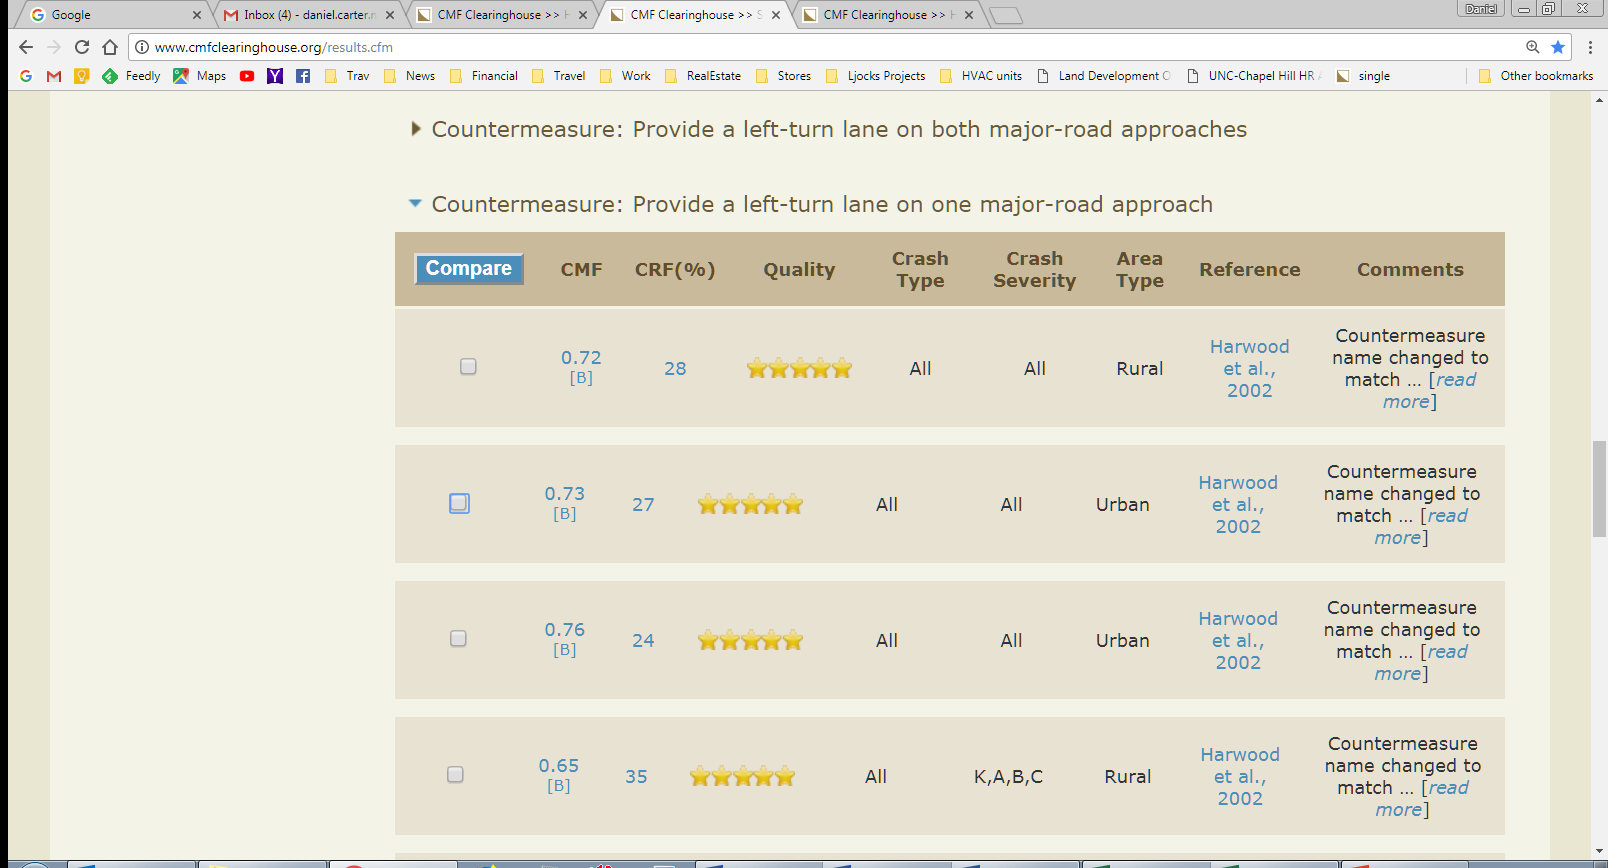 Google
Inbox (4) - daniel.carter.n
CMF Clearinghouse >> H
CMF Clearinghouse >> S
CMF Clearinghouse >> H
Daniel
www.cmfclearinghouse.org/results.cfm
Feedly
Maps
Trav
News
Financial
Travel
Work
RealEstate
Stores
Ljocks Projects
HVAC units
Land Development O
UNC-Chapel Hill HR
single
Other bookmarks
Countermeasure: Provide a left-turn lane on both major-road approaches
Countermeasure: Provide a left-turn lane on one major-road approach
Compare CMF CRF(%) Quality Crash Type Crash Severity Area Type Reference Comments
0.72 [B] 28 All All Rural Harwood et al., 2002 Countermeasure name changed to match ... [read more]
0.73 [B] 27 All All Urban Harwood et al., 2002 Countermeasure name changed to match ... [read more]
0.76 [B] 24 All All Urban Harwood et al., 2002 Countermeasure name changed to match ... [read more]
0.65 [B] 35 All K,A,B,C Rural Harwood et al., 2002 Countermeasure name changed to match ... [read more]